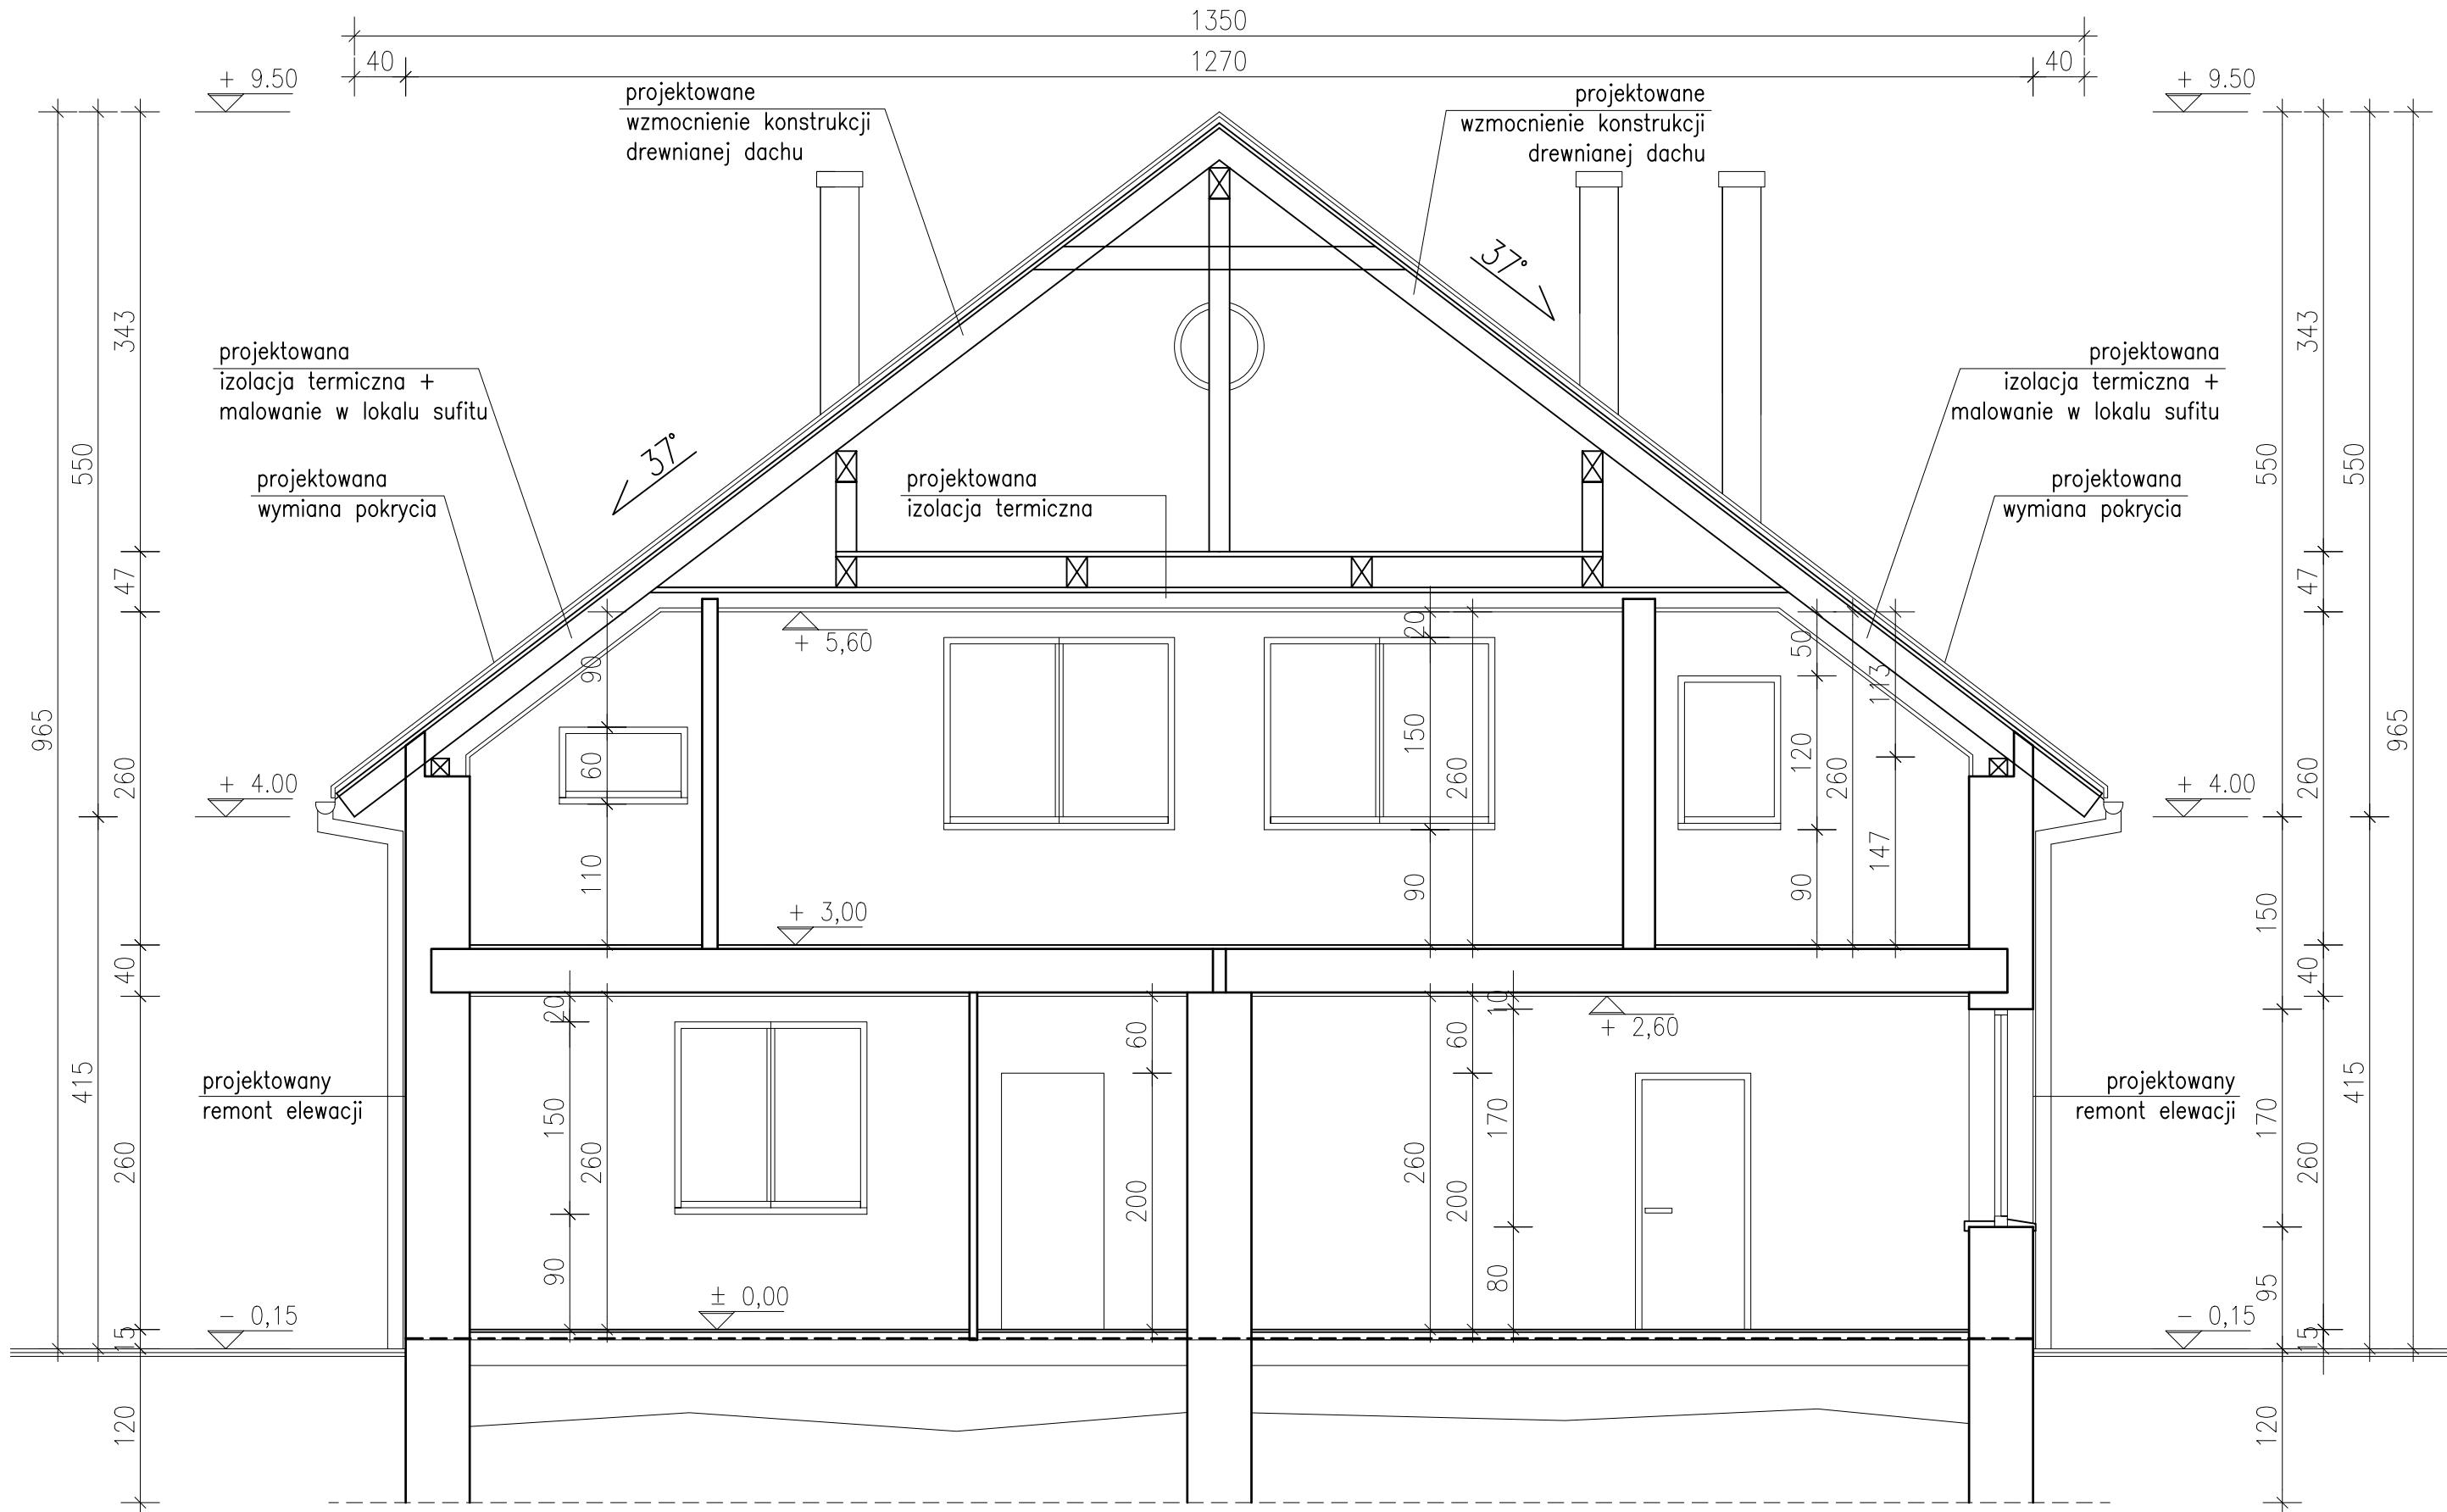 1350
40
1270
40
+ 9.50
+ 9.50
projektowane
wzmocnienie konstrukcji
drewnianej dachu
projektowane
wzmocnienie konstrukcji
drewnianej dachu
37°
343
343
projektowana
izolacja termiczna +
malowanie w lokalu sufitu
projektowana
izolacja termiczna +
malowanie w lokalu sufitu
37°
550
550
550
projektowana
wymiana pokrycia
projektowana
izolacja termiczna
projektowana
wymiana pokrycia
47
47
+ 5,60
20
50
90
113
965
965
260
60
150
260
120
260
260
+ 4.00
+ 4.00
110
90
90
147
150
+ 3,00
40
40
20
10
+ 2,60
60
60
projektowany
remont elewacji
projektowany
remont elewacji
415
415
150
170
170
260
260
260
260
200
200
90
80
95
± 0,00
- 0,15
- 0,15
15
15
120
120